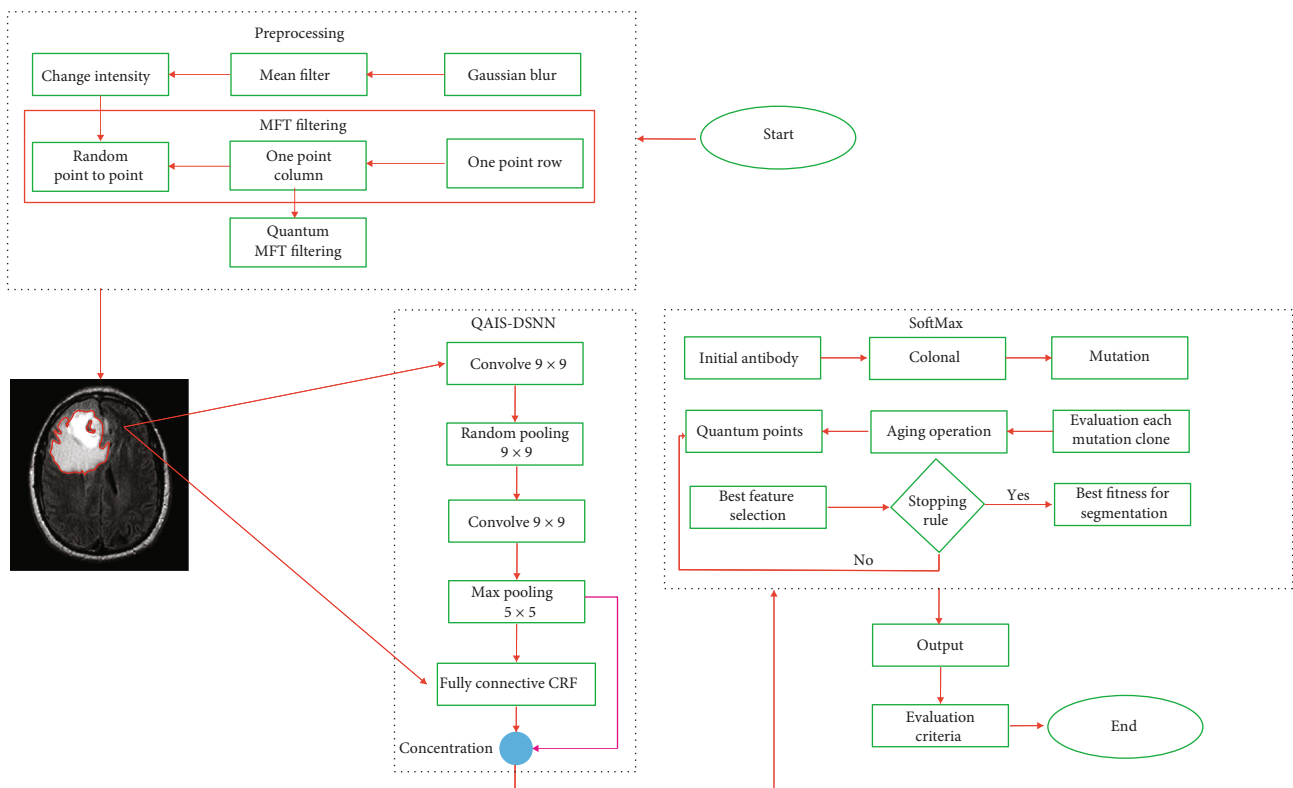 Preprocessing
Change intensity
Mean filter
Gaussian blur
MFT filtering
Random
point to point
One point
column
One point row
Quantum
MFT filtering
Start
QAIS-DSNN
Convolve 9 × 9
Random pooling
9 × 9
Convolve 9 × 9
Max pooling
5 × 5
Fully connective CRF
Concentration
SoftMax
Initial antibody
Colonal
Mutation
Quantum points
Aging operation
Evaluation each
mutation clone
Best feature
selection
Stopping
rule
Yes
Best fitness for
segmentation
No
Output
Evaluation
criteria
End